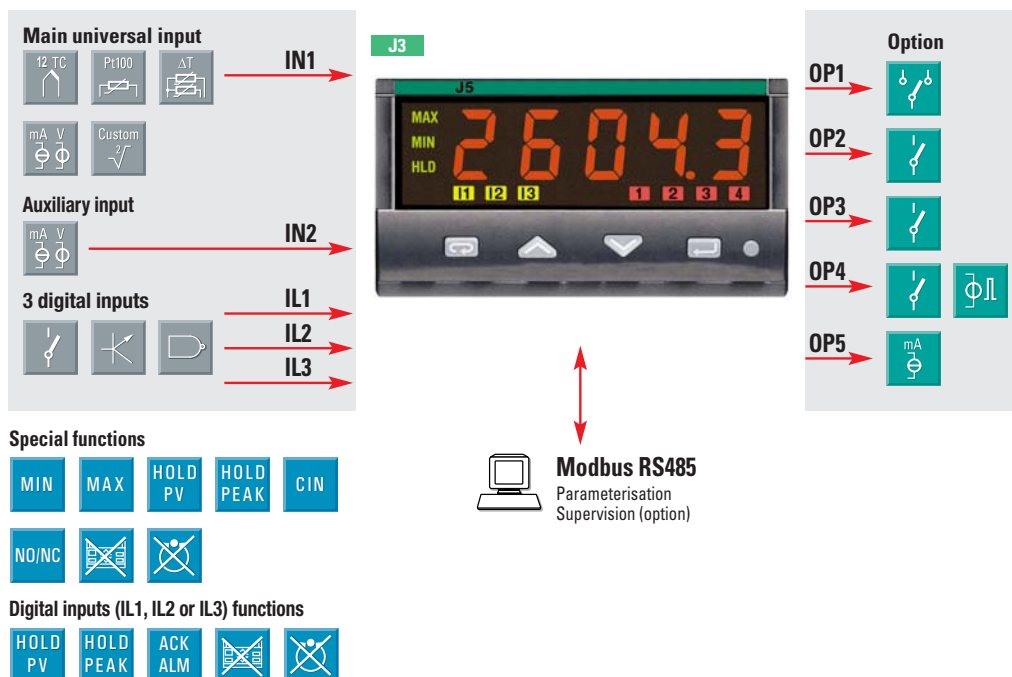 Main universal input
12 TC
Pt100
ΔT
IN1
mA V
Custom
2
Auxiliary input
mA V
IN2
3 digital inputs
IL1
IL2
IL3
J3
J5
MAX
MIN
HLD
2604.3
I1 I2 I3
1 2 3 4
Option
OP1
OP2
OP3
OP4
OP5
mA
Modbus RS485
Parameterisation
Supervision (option)
Special functions
MIN
MAX
HOLD
PV
HOLD
PEAK
CIN
NO/NC
Digital inputs (IL1, IL2 or IL3) functions
HOLD
PV
HOLD
PEAK
ACK
ALM